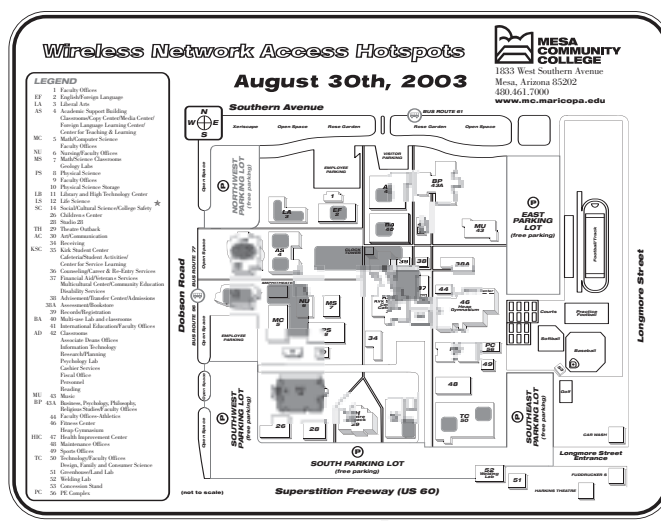 Wireless Network Access Hotspots
MESA
COMMUNITY
COLLEGE
1833 West Southern Avenue
Mesa, Arizona 85202
480.461.7000
www.mc.maricopa.edu
August 30th, 2003
LEGEND
1 Faculty Offices
EF 2 English/Foreign Language
LA 3 Liberal Arts
AS 4 Academic Support Building
Classrooms/Copy Center/Media Center/
Foreign Language Learning Center/
Center for Teaching & Learning
MC 5 Math/Computer Science
Faculty Offices
NU 6 Nursing/Faculty Offices
MS 7 Math/Science Classrooms
Geology Labs
PS 8 Physical Science
9 Faculty Offices
10 Physical Science Storage
LB 11 Library and High Technology Center
LS 12 Life Science
SC 14 Social/Cultural Science/College Safety
26 Childrens Center
28 Studio 28
TH 29 Theatre Outback
AC 30 Art/Communication
34 Receiving
KSC 35 Kirk Student Center
Cafeteria/Student Activities/
Center for Service Learning
36 Counseling/Career & Re-Entry Services
37 Financial Aid/Veterans Services
Multicultural Center/Community Education
Disability Services
38 Advisement/Transfer Center/Admissions
38A Assessment/Bookstore
39 Records/Registration
BA 40 Multi-use Lab and classrooms
41 International Education/Faculty Offices
AD 42 Classrooms
Associate Deans Offices
Information Technology
Research/Planning
Psychology Lab
Cashier Services
Fiscal Office
Personnel
Reading
MU 43 Music
BP 43A Business, Psychology, Philosophy,
Religious Studies/Faculty Offices
44 Faculty Offices-Athletics
46 Fitness Center
Heap Gymnasium
HIC 47 Health Improvement Center
48 Maintenance Offices
49 Sports Offices
TC 50 Technology/Faculty Offices
Design, Family and Consumer Science
51 Greenhouse/Land Lab
52 Welding Lab
53 Concession Stand
PC 56 PE Complex
N
W E
S
Southern Avenue
BUS ROUTE 61
Xeriscape
Open Space
Rose Garden
Rose Garden
Open Space
Open Space
P
NORTHWEST
PARKING LOT
(free parking)
EMPLOYEE
PARKING
VISITOR
PARKING
1
LA
3
EF
2
BP
43A
MU
43
P
EAST
PARKING
LOT
(free parking)
Football/Track
Longmore Street
Dobson Road
BUS ROUTE 77
BUS ROUTE 96
Open Space
AS
4
CLOCK
TOWER
39
38
38A
37
44
46
Heap
Gymnasium
MC
5
NU
6
MS
7
34
PC
56
49
48
TC
50
Courts
Practice
Football
Softball
Baseball
Golf
EMPLOYEE
PARKING
Open Space
Open Space
P
SOUTHWEST
PARKING
LOT
(free parking)
26
28
29
P
SOUTHEAST
PARKING LOT
(free parking)
P
SOUTH PARKING LOT
(free parking)
CAR WASH
Longmore Street
Entrance
52
Welding
Lab
51
FUDDRUCKER'S
HARKINS THEATRE
(not to scale)
Superstition Freeway (US 60)